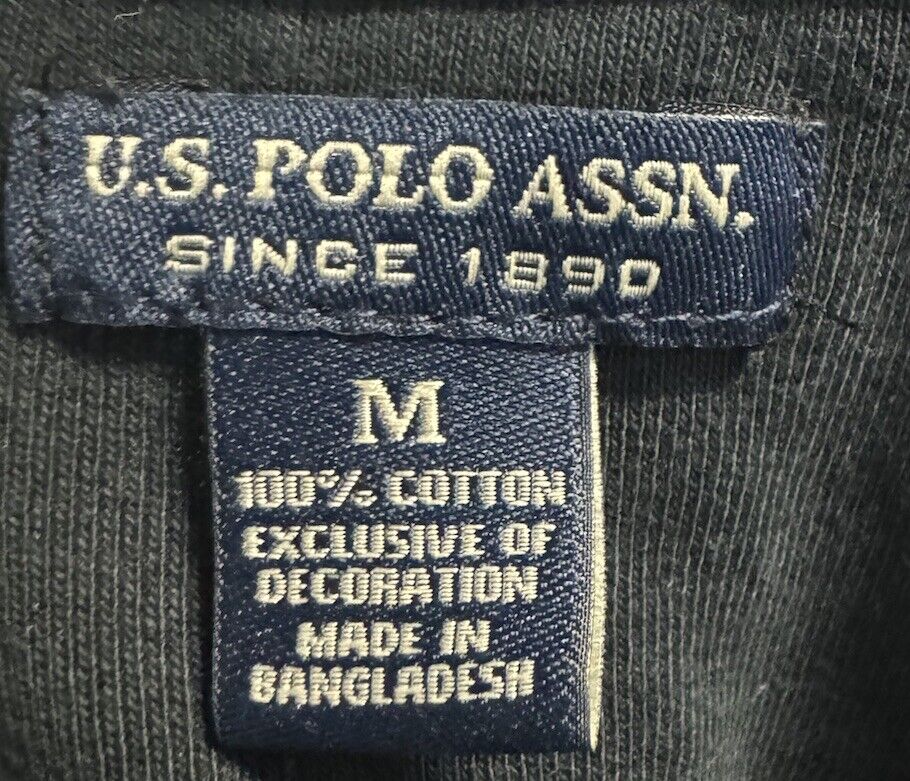 U.S. POLO ASSN.
SINCE 1890
M
100% COTTON
EXCLUSIVE OF
DECORATION
MADE IN
BANGLADESH